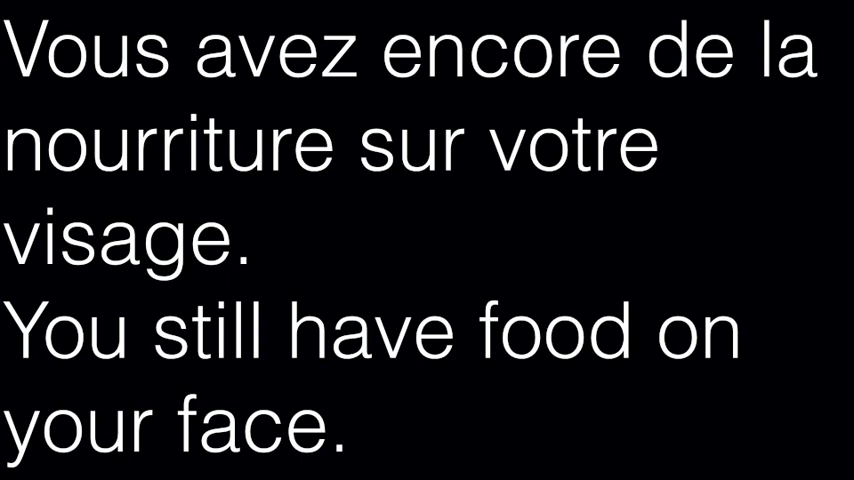 Vous avez encore de la
nourriture sur votre
visage.
You still have food on
your face.